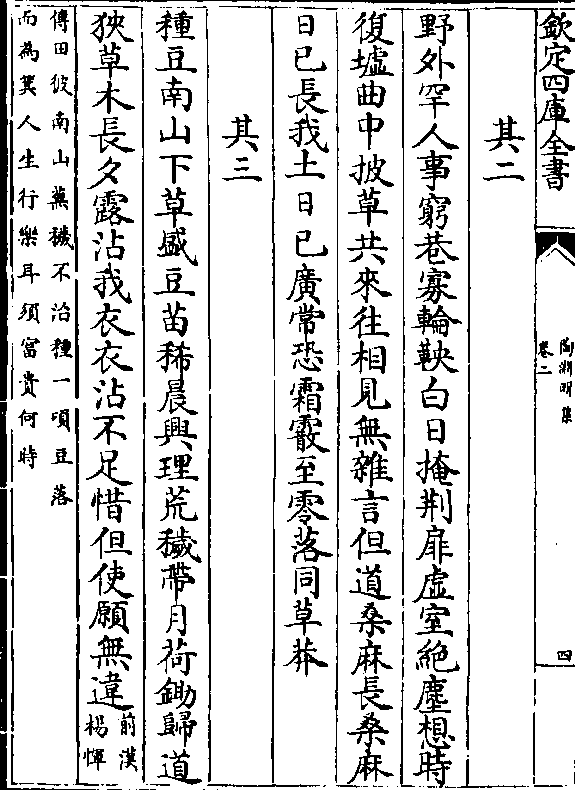 欽定四庫全書
陶淵明集
卷二
四
其二
野外罕人事窮巷寡輪鞅白日掩荆扉虛室絶塵想時
復墟曲中披草共來往相見無雜言但道桑麻長桑麻
日已長我土日已廣常恐霜霰至零落同草莽
其三
種豆南山下草盛豆苗稀晨興理荒穢帶月荷鋤歸道
狹草木長夕露沾我衣衣沾不足惜但使願無違前漢
楊惲
傳田彼南山蕪穢不治種一頃豆落
而為萁人生行樂耳須富貴何時